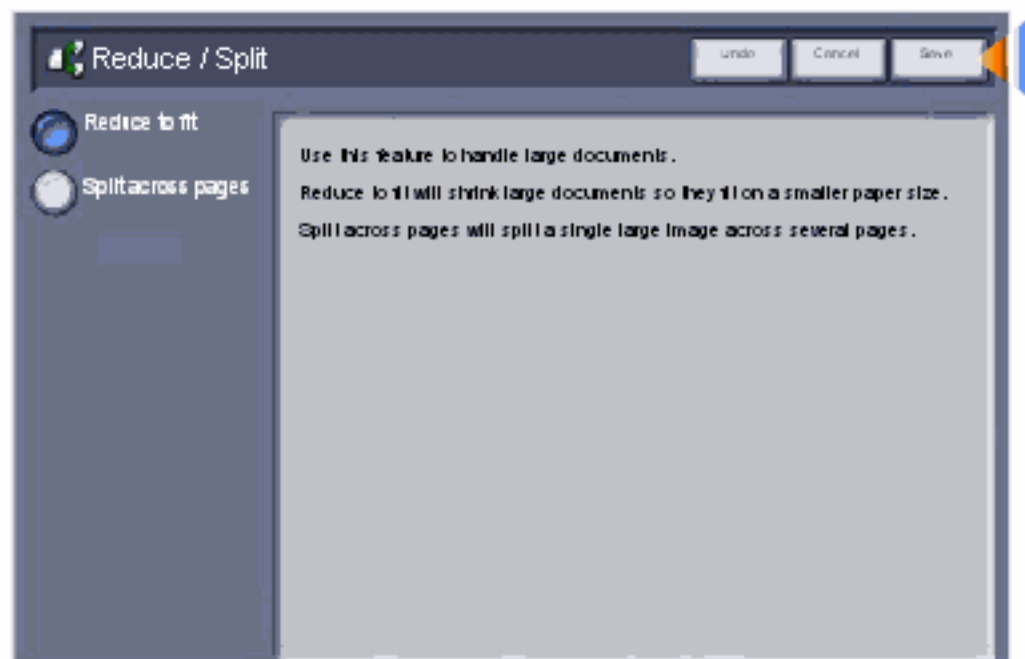 Reduce / Split
Undo Cancel Save
Reduce to fit
Split across pages
Use this feature to handle large documents.
Reduce to fit will shrink large documents so they fit on a smaller paper size.
Split across pages will split a single large image across several pages.